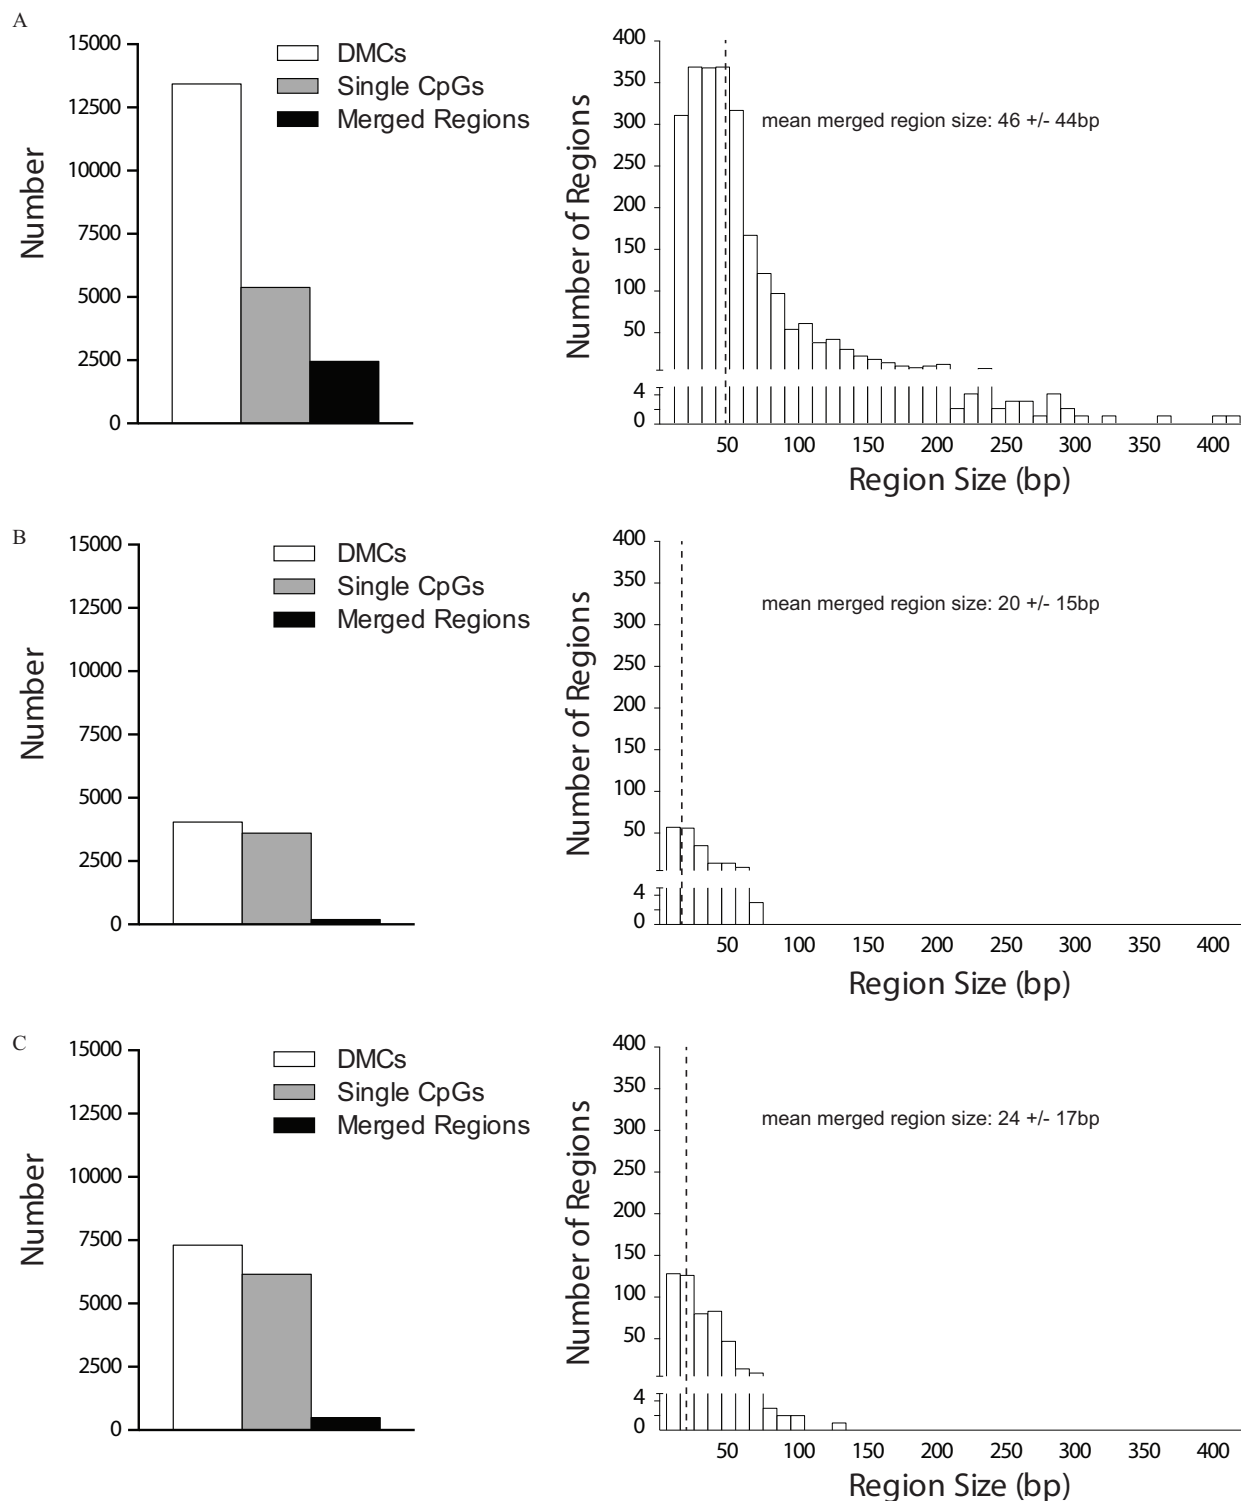 A
15000
12500
10000
7500
5000
2500
0
Number
DMCs
Single CpGs
Merged Regions
400
350
300
250
200
150
100
50
4
0
Number of Regions
mean merged region size: 46 +/- 44bp
50 100 150 200 250 300 350 400
Region Size (bp)
B
15000
12500
10000
7500
5000
2500
0
Number
DMCs
Single CpGs
Merged Regions
400
350
300
250
200
150
100
50
4
0
Number of Regions
mean merged region size: 20 +/- 15bp
50 100 150 200 250 300 350 400
Region Size (bp)
C
15000
12500
10000
7500
5000
2500
0
Number
DMCs
Single CpGs
Merged Regions
400
350
300
250
200
150
100
50
4
0
Number of Regions
mean merged region size: 24 +/- 17bp
50 100 150 200 250 300 350 400
Region Size (bp)